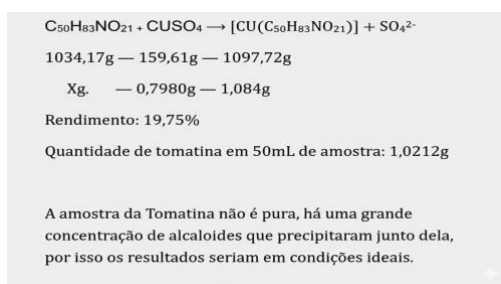 C₅₀H₈₃NO₂₁ + CUSO₄ → [CU(C₅₀H₈₃NO₂₁)] + SO₄²⁻
1034,17g — 159,61g — 1097,72g
Xg. — 0,7980g — 1,084g
Rendimento: 19,75%
Quantidade de tomatina em 50mL de amostra: 1,0212g
A amostra da Tomatina não é pura, há uma grande
concentração de alcaloides que precipitaram junto dela,
por isso os resultados seriam em condições ideais.